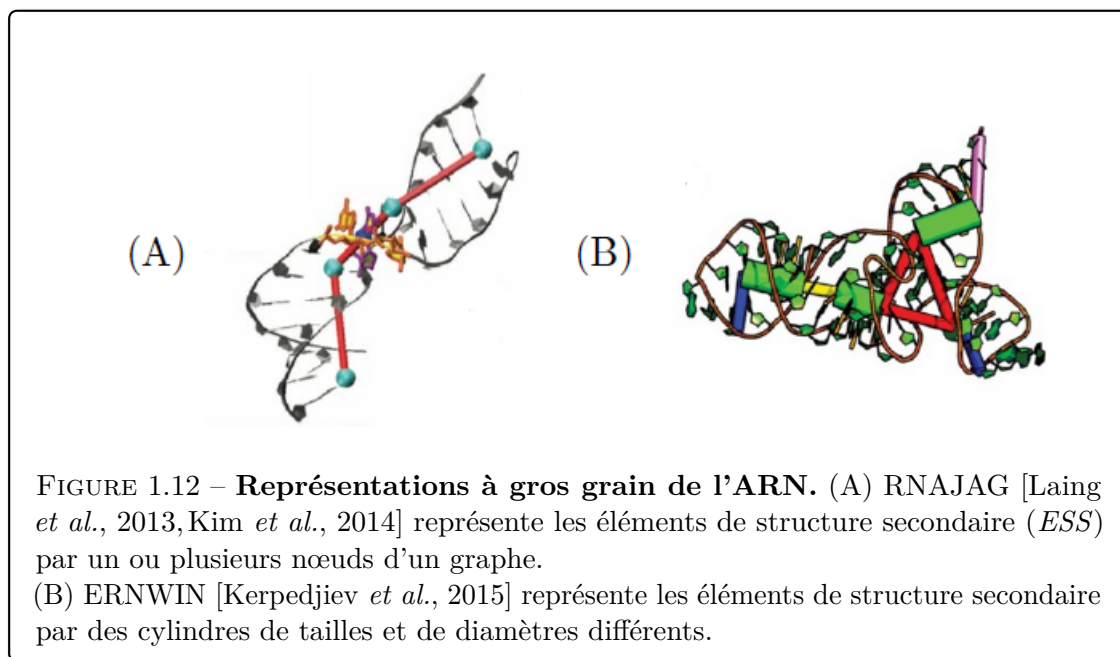 (A)
(B)
FIGURE 1.12 – Représentations à gros grain de l'ARN. (A) RNAJAG [Laing
et al., 2013, Kim et al., 2014] représente les éléments de structure secondaire (ESS)
par un ou plusieurs nœuds d'un graphe.
(B) ERNWIN [Kerpedjiev et al., 2015] représente les éléments de structure secondaire
par des cylindres de tailles et de diamètres différents.